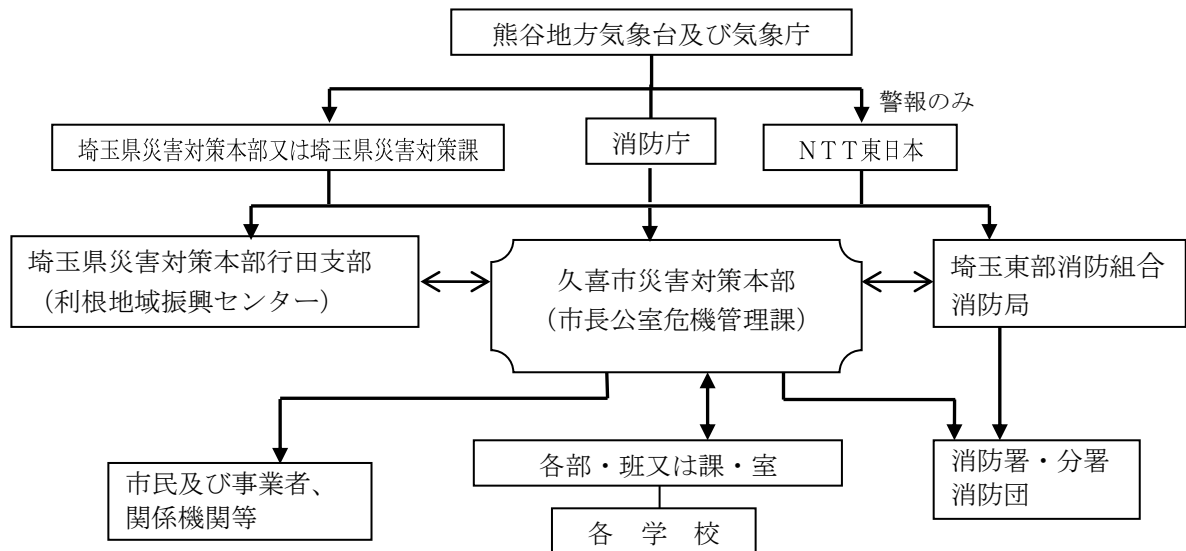 熊谷地方気象台及び気象庁
警報のみ
埼玉県災害対策本部又は埼玉県災害対策課
消防庁
ＮＴＴ東日本
埼玉県災害対策本部行田支部
（利根地域振興センター）
久喜市災害対策本部
（市長公室危機管理課）
埼玉東部消防組合
消防局
市民及び事業者、
関係機関等
各部・班又は課・室
消防署・分署
消防団
各　学　校